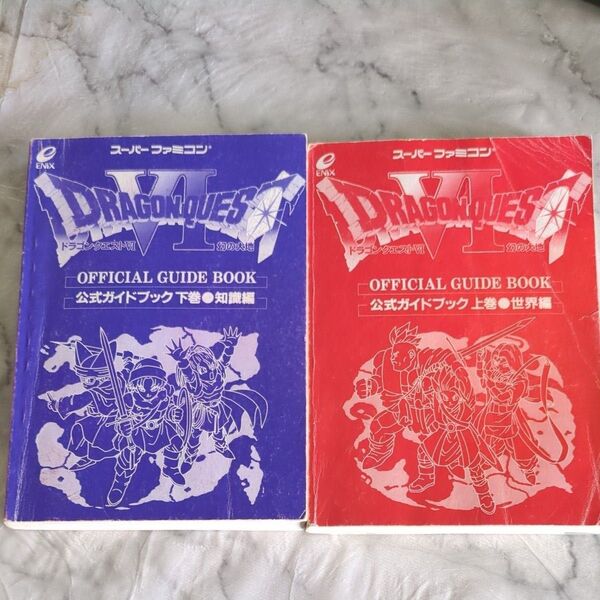 ENIX
スーパーファミコン
DRAGON QUEST
VI
ドラゴンクエストVI 幻の大地
OFFICIAL GUIDE BOOK
公式ガイドブック 下巻●知識編
ENIX
スーパーファミコン
DRAGON QUEST
VI
ドラゴンクエストVI 幻の大地
OFFICIAL GUIDE BOOK
公式ガイドブック 上巻●世界編